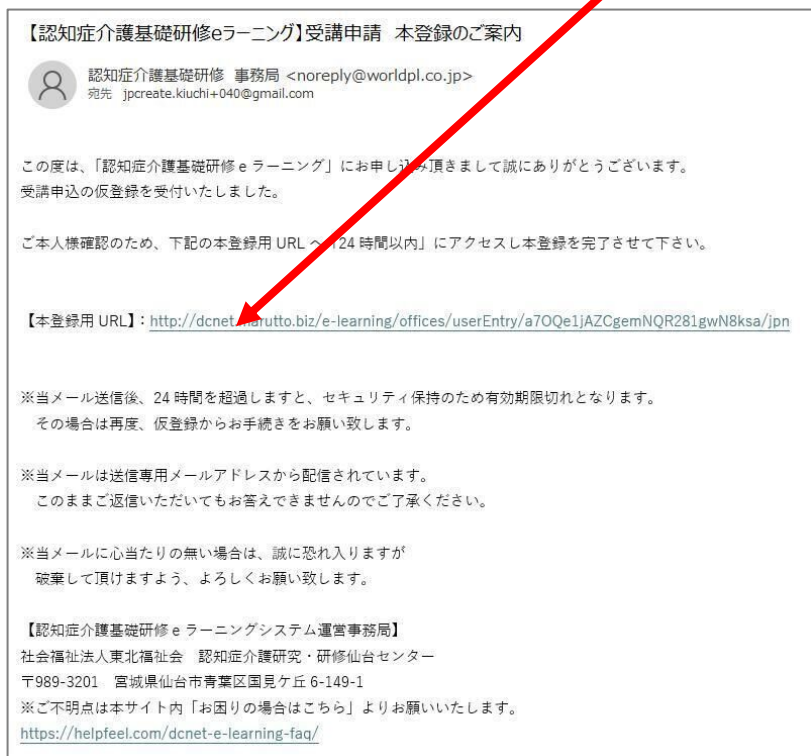 【認知症介護基礎研修eラーニング】受講申請 本登録のご案内
認知症介護基礎研修 事務局 <noreply@worldpl.co.jp>
宛先 jpcreate.kiuchi+040@gmail.com
この度は、「認知症介護基礎研修 e ラーニング」にお申し込み頂きまして誠にありがとうございます。
受講申込の仮登録を受付いたしました。
ご本人様確認のため、下記の本登録用 URL へ「24 時間以内」にアクセスし本登録を完了させて下さい。
【本登録用 URL】：http://dcnet.marutto.biz/e-learning/offices/userEntry/a7OQe1jAZCgemNQR281gwN8ksa/jpn
※当メール送信後、24 時間を超過しますと、セキュリティ保持のため有効期限切れとなります。
その場合は再度、仮登録からお手続きをお願い致します。
※当メールは送信専用メールアドレスから配信されています。
このままご返信いただいてもお答えできませんのでご了承ください。
※当メールに心当たりの無い場合は、誠に恐れ入りますが
破棄して頂けますよう、よろしくお願い致します。
【認知症介護基礎研修 e ラーニングシステム運営事務局】
社会福祉法人東北福祉会 認知症介護研究・研修仙台センター
〒989-3201 宮城県仙台市青葉区国見ケ丘 6-149-1
※ご不明点は本サイト内「お困りの場合はこちら」よりお願いいたします。
https://helpfeel.com/dcnet-e-learning-faq/